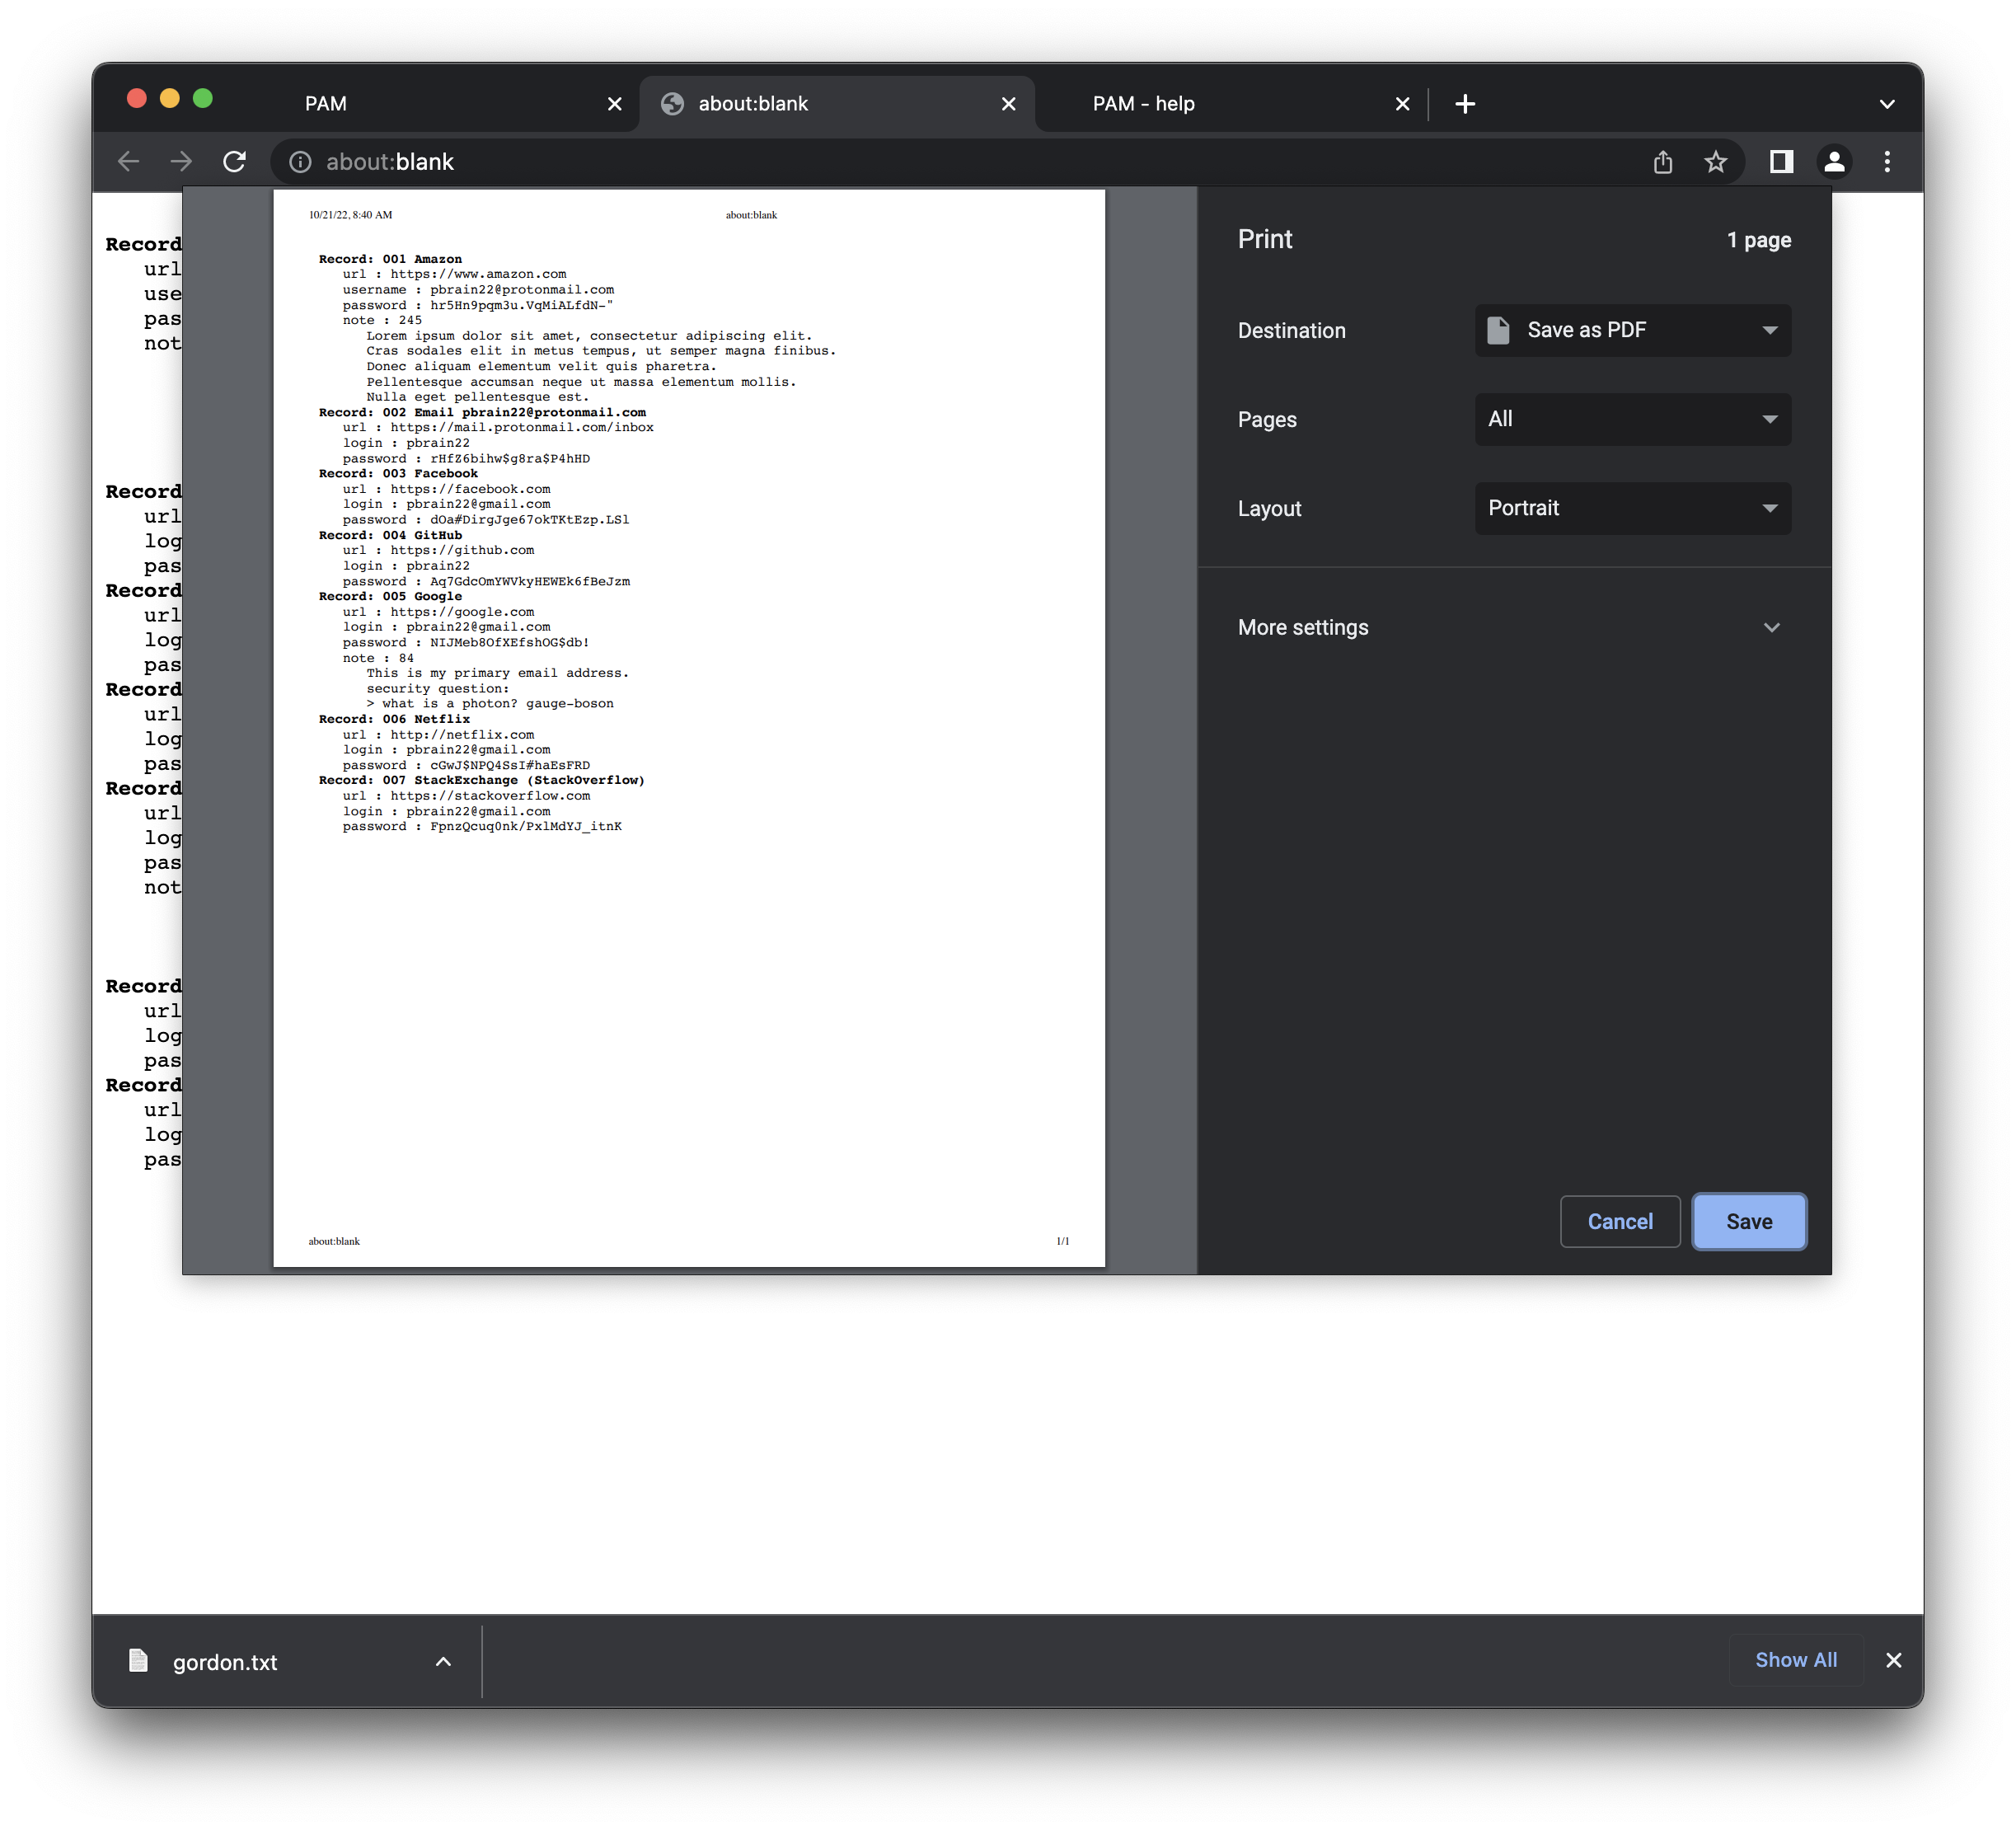 PAM
about:blank
PAM - help
about:blank
Record
url
use
pas
not
Record
url
log
pas
Record
url
log
pas
Record
url
log
pas
Record
url
log
pas
not
Record
url
log
pas
Record
url
log
pas
10/21/22, 8:40 AM
about:blank
Record: 001 Amazon
url : https://www.amazon.com
username : pbrain22@protonmail.com
password : hr5Hn9pqm3u.VqMiALfdN-"
note : 245
Lorem ipsum dolor sit amet, consectetur adipiscing elit.
Cras sodales elit in metus tempus, ut semper magna finibus.
Donec aliquam elementum velit quis pharetra.
Pellentesque accumsan neque ut massa elementum mollis.
Nulla eget pellentesque est.
Record: 002 Email pbrain22@protonmail.com
url : https://mail.protonmail.com/inbox
login : pbrain22
password : rHfZ6bihw$g8ra$P4hHD
Record: 003 Facebook
url : https://facebook.com
login : pbrain22@gmail.com
password : dOa#DirgJge67okTKtEzp.LSl
Record: 004 GitHub
url : https://github.com
login : pbrain22
password : Aq7GdcOmYWVkyHEWEk6fBeJzm
Record: 005 Google
url : https://google.com
login : pbrain22@gmail.com
password : NIJMeb8OfXEfshOG$db!
note : 84
This is my primary email address.
security question:
> what is a photon? gauge-boson
Record: 006 Netflix
url : http://netflix.com
login : pbrain22@gmail.com
password : cGwJ$NPQ4SsI#haEsFRD
Record: 007 StackExchange (StackOverflow)
url : https://stackoverflow.com
login : pbrain22@gmail.com
password : FpnzQcuq0nk/PxlMdYJ_itnK
about:blank
1/1
Print
1 page
Destination
Save as PDF
Pages
All
Layout
Portrait
More settings
Cancel
Save
gordon.txt
Show All